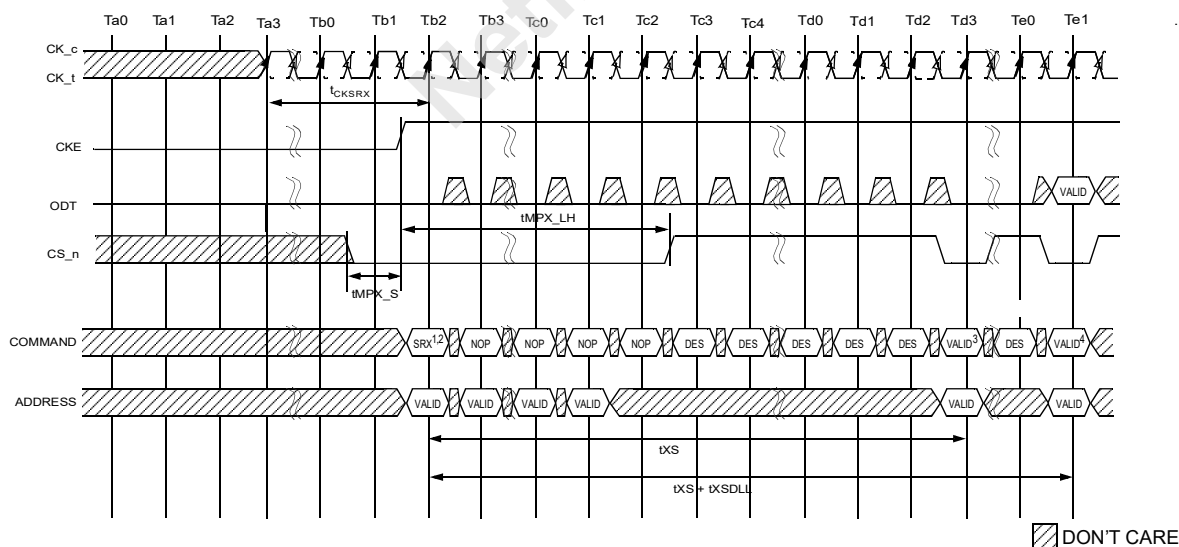 Ta0 Ta1 Ta2 Ta3 Tb0 Tb1 Tb2 Tb3 Tc0 Tc1 Tc2 Tc3 Tc4 Td0 Td1 Td2 Td3 Te0 Te1
CK_c
CK_t
tCKSRX
CKE
ODT VALID
tMPX_LH
CS_n
tMPX_S
COMMAND SRX1,2 NOP NOP NOP NOP DES DES DES DES DES VALID3 DES VALID4
ADDRESS VALID VALID VALID VALID VALID VALID
tXS
tXS + tXSDLL
DON'T CARE